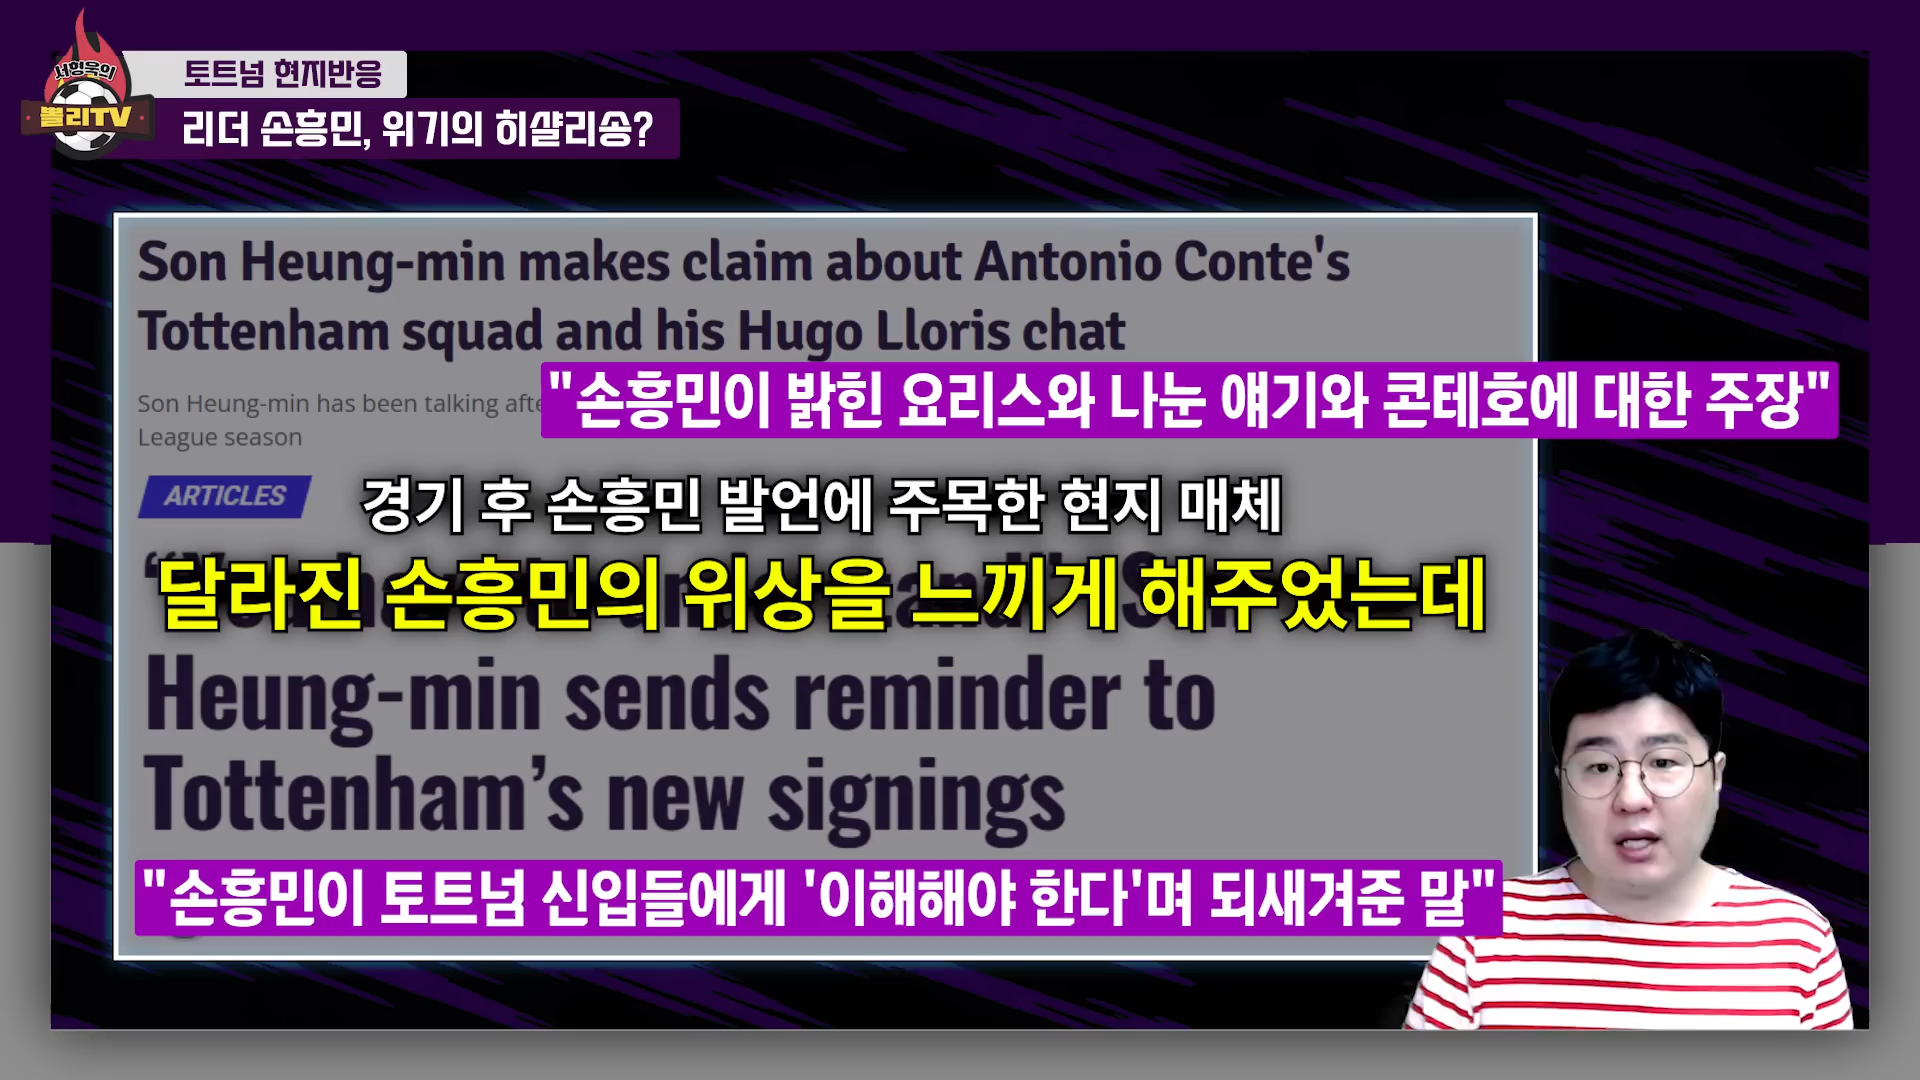 서형욱의
뽈리TV
토트넘 현지반응
리더 손흥민, 위기의 히샬리송?
Son Heung-min makes claim about Antonio Conte's
Tottenham squad and his Hugo Lloris chat
"손흥민이 밝힌 요리스와 나눈 얘기와 콘테호에 대한 주장"
Son Heung-min has been talking afte
League season
ARTICLES
경기 후 손흥민 발언에 주목한 현지 매체
달라진 손흥민의 위상을 느끼게 해주었는데
Heung-min sends reminder to
Tottenham’s new signings
"손흥민이 토트넘 신입들에게 '이해해야 한다'며 되새겨준 말"